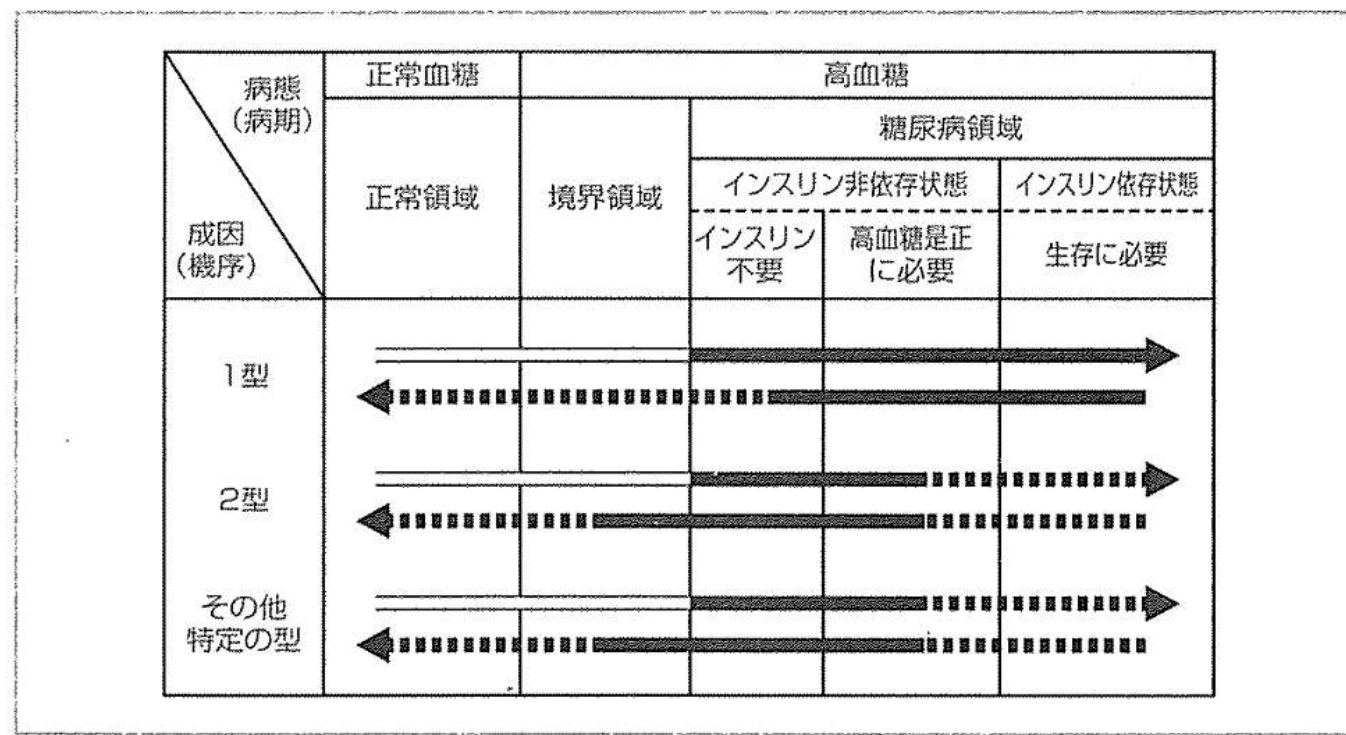 病態
(病期)
成因
(機序)
正常血糖
高血糖
正常領域
境界領域
糖尿病領域
インスリン非依存状態
インスリン依存状態
インスリン
不要
高血糖是正
に必要
生存に必要
1型
2型
その他
特定の型